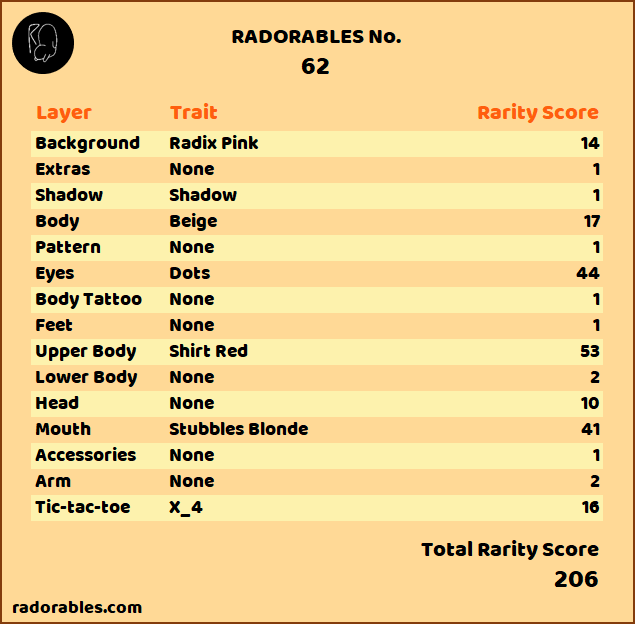 RADORABLES No.
62
Layer Trait Rarity Score
Background Radix Pink 14
Extras None 1
Shadow Shadow 1
Body Beige 17
Pattern None 1
Eyes Dots 44
Body Tattoo None 1
Feet None 1
Upper Body Shirt Red 53
Lower Body None 2
Head None 10
Mouth Stubbles Blonde 41
Accessories None 1
Arm None 2
Tic-tac-toe X_4 16
Total Rarity Score
206
radorables.com